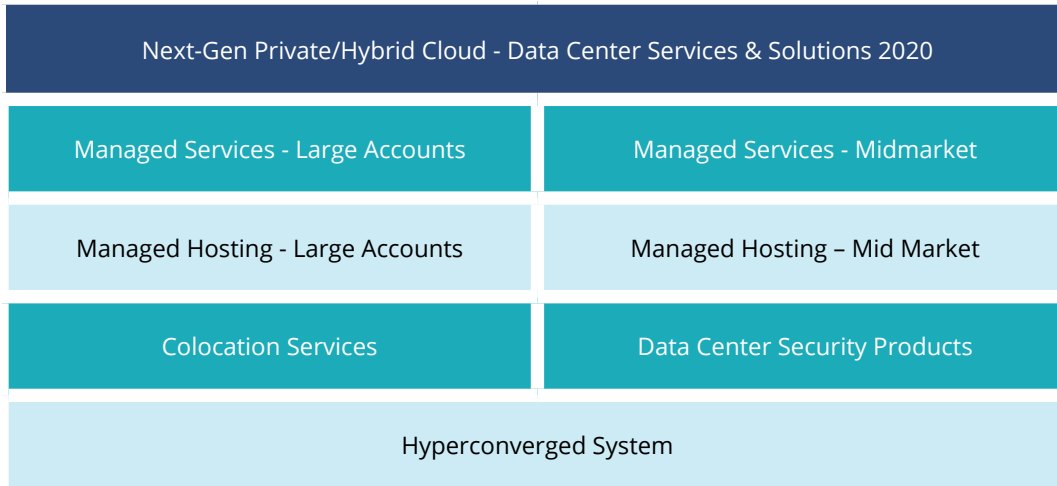 Next-Gen Private/Hybrid Cloud - Data Center Services & Solutions 2020
Managed Services - Large Accounts
Managed Services - Midmarket
Managed Hosting - Large Accounts
Managed Hosting – Mid Market
Colocation Services
Data Center Security Products
Hyperconverged System